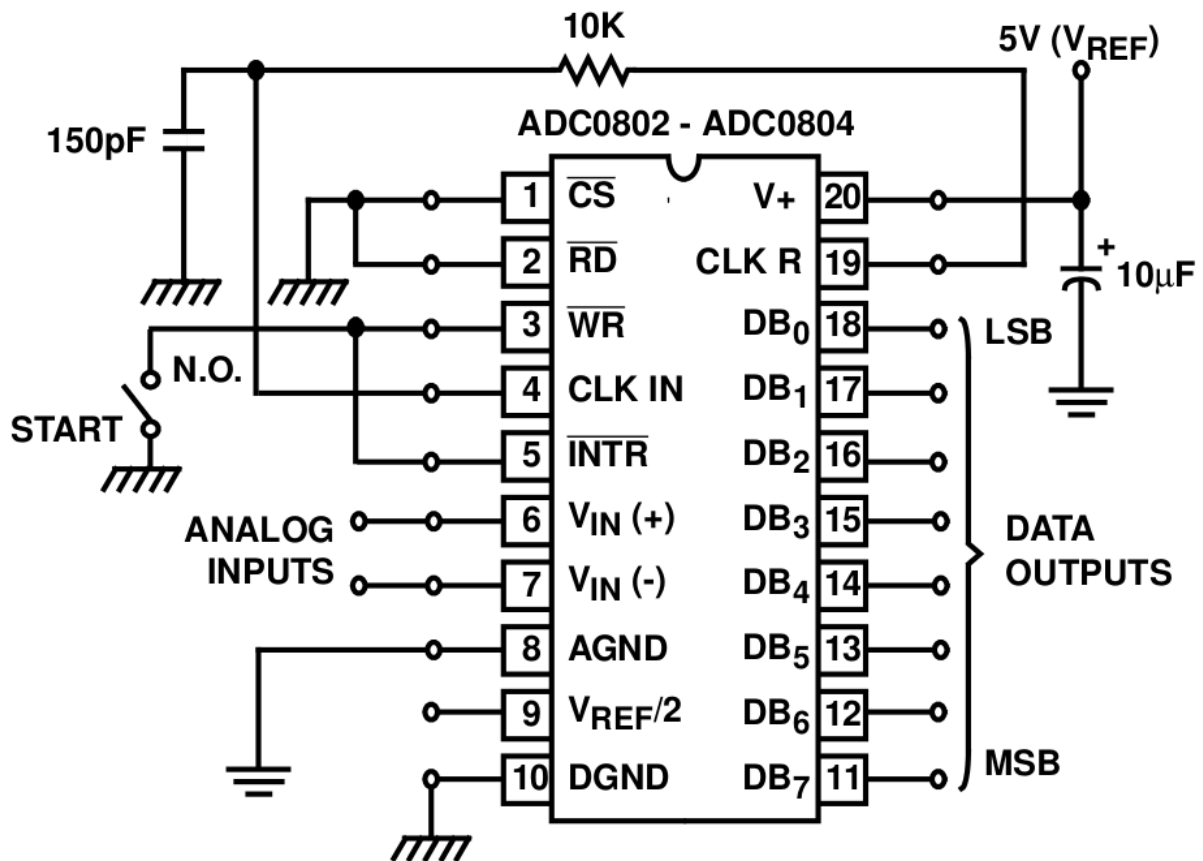 10K
5V (VREF)
150pF
ADC0802 - ADC0804
1 CS V+ 20
2 RD CLK R 19
+
10μF
3 WR DB0 18 LSB
N.O.
4 CLK IN DB1 17
START
5 INTR DB2 16
6 VIN (+) DB3 15
ANALOG
INPUTS
DATA
OUTPUTS
7 VIN (-) DB4 14
8 AGND DB5 13
9 VREF/2 DB6 12
10 DGND DB7 11 MSB